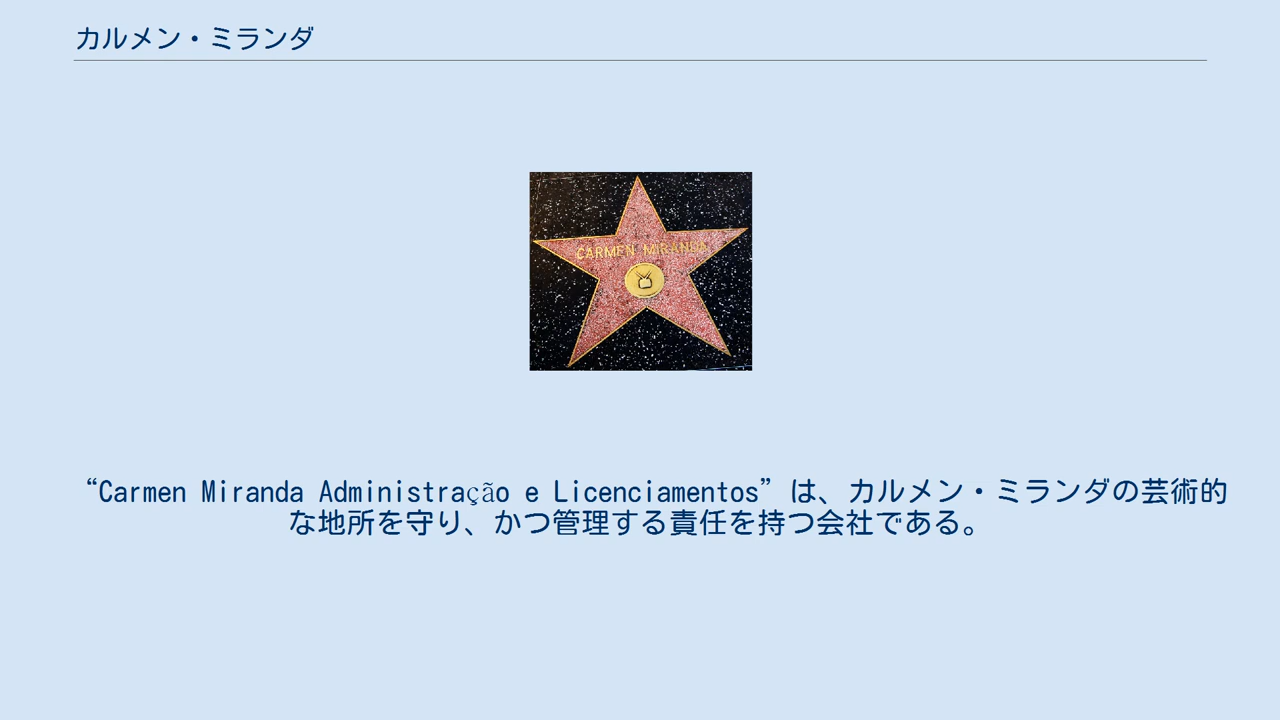 カルメン・ミランダ
CARMEN MIRANDA
“Carmen Miranda Administração e Licenciamentos” は、カルメン・ミランダの芸術的
な地所を守り、かつ管理する責任を持つ会社である。